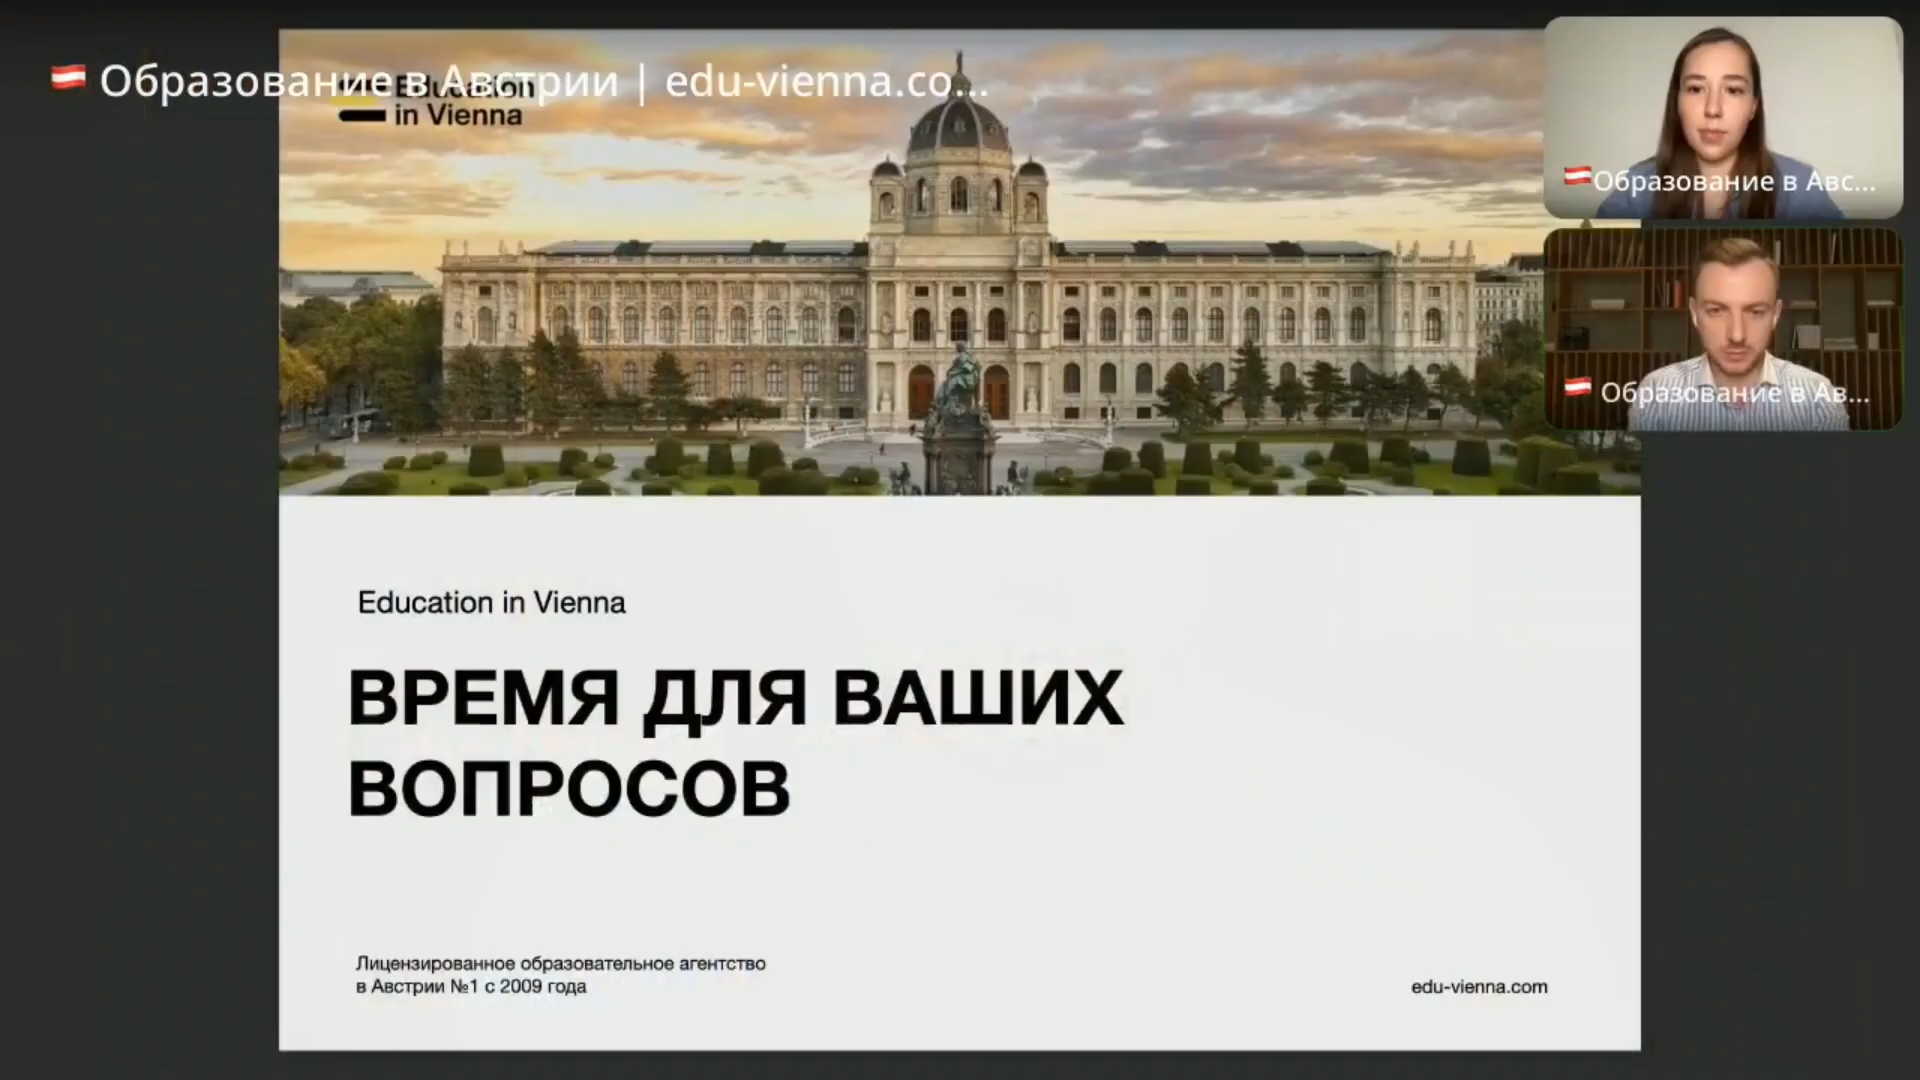 🇦🇹 Образование в Австрии | edu-vienna.co...
Education
in Vienna
🇦🇹Образование в Авс...
🇦🇹 Образование в Ав...
Education in Vienna
ВРЕМЯ ДЛЯ ВАШИХ
ВОПРОСОВ
Лицензированное образовательное агентство
в Австрии №1 с 2009 года
edu-vienna.com